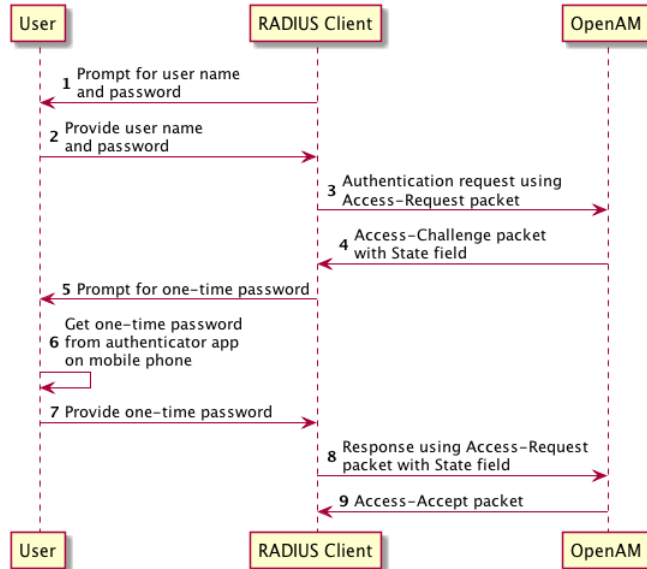 User RADIUS Client OpenAM
1 Prompt for user name
and password
2 Provide user name
and password
3 Authentication request using
Access-Request packet
4 Access-Challenge packet
with State field
5 Prompt for one-time password
Get one-time password
6 from authenticator app
on mobile phone
7 Provide one-time password
8 Response using Access-Request
packet with State field
9 Access-Accept packet
User RADIUS Client OpenAM